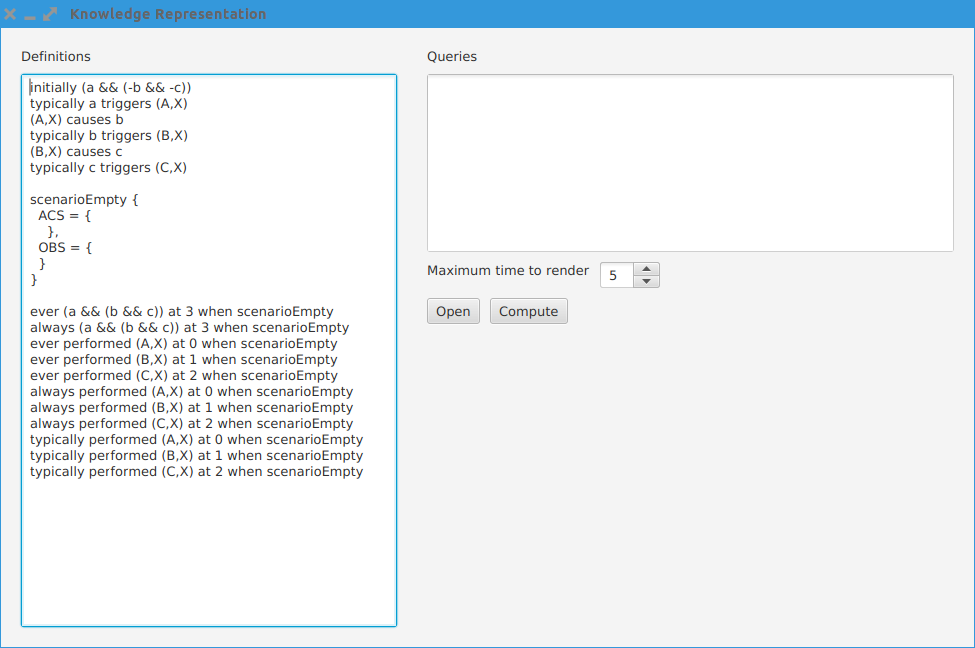 Knowledge Representation
Definitions
initially (a && (-b && -c))
typically a triggers (A,X)
(A,X) causes b
typically b triggers (B,X)
(B,X) causes c
typically c triggers (C,X)
scenarioEmpty {
ACS = {
},
OBS = {
}
}
ever (a && (b && c)) at 3 when scenarioEmpty
always (a && (b && c)) at 3 when scenarioEmpty
ever performed (A,X) at 0 when scenarioEmpty
ever performed (B,X) at 1 when scenarioEmpty
ever performed (C,X) at 2 when scenarioEmpty
always performed (A,X) at 0 when scenarioEmpty
always performed (B,X) at 1 when scenarioEmpty
always performed (C,X) at 2 when scenarioEmpty
typically performed (A,X) at 0 when scenarioEmpty
typically performed (B,X) at 1 when scenarioEmpty
typically performed (C,X) at 2 when scenarioEmpty
Queries
Maximum time to render 5
Open Compute